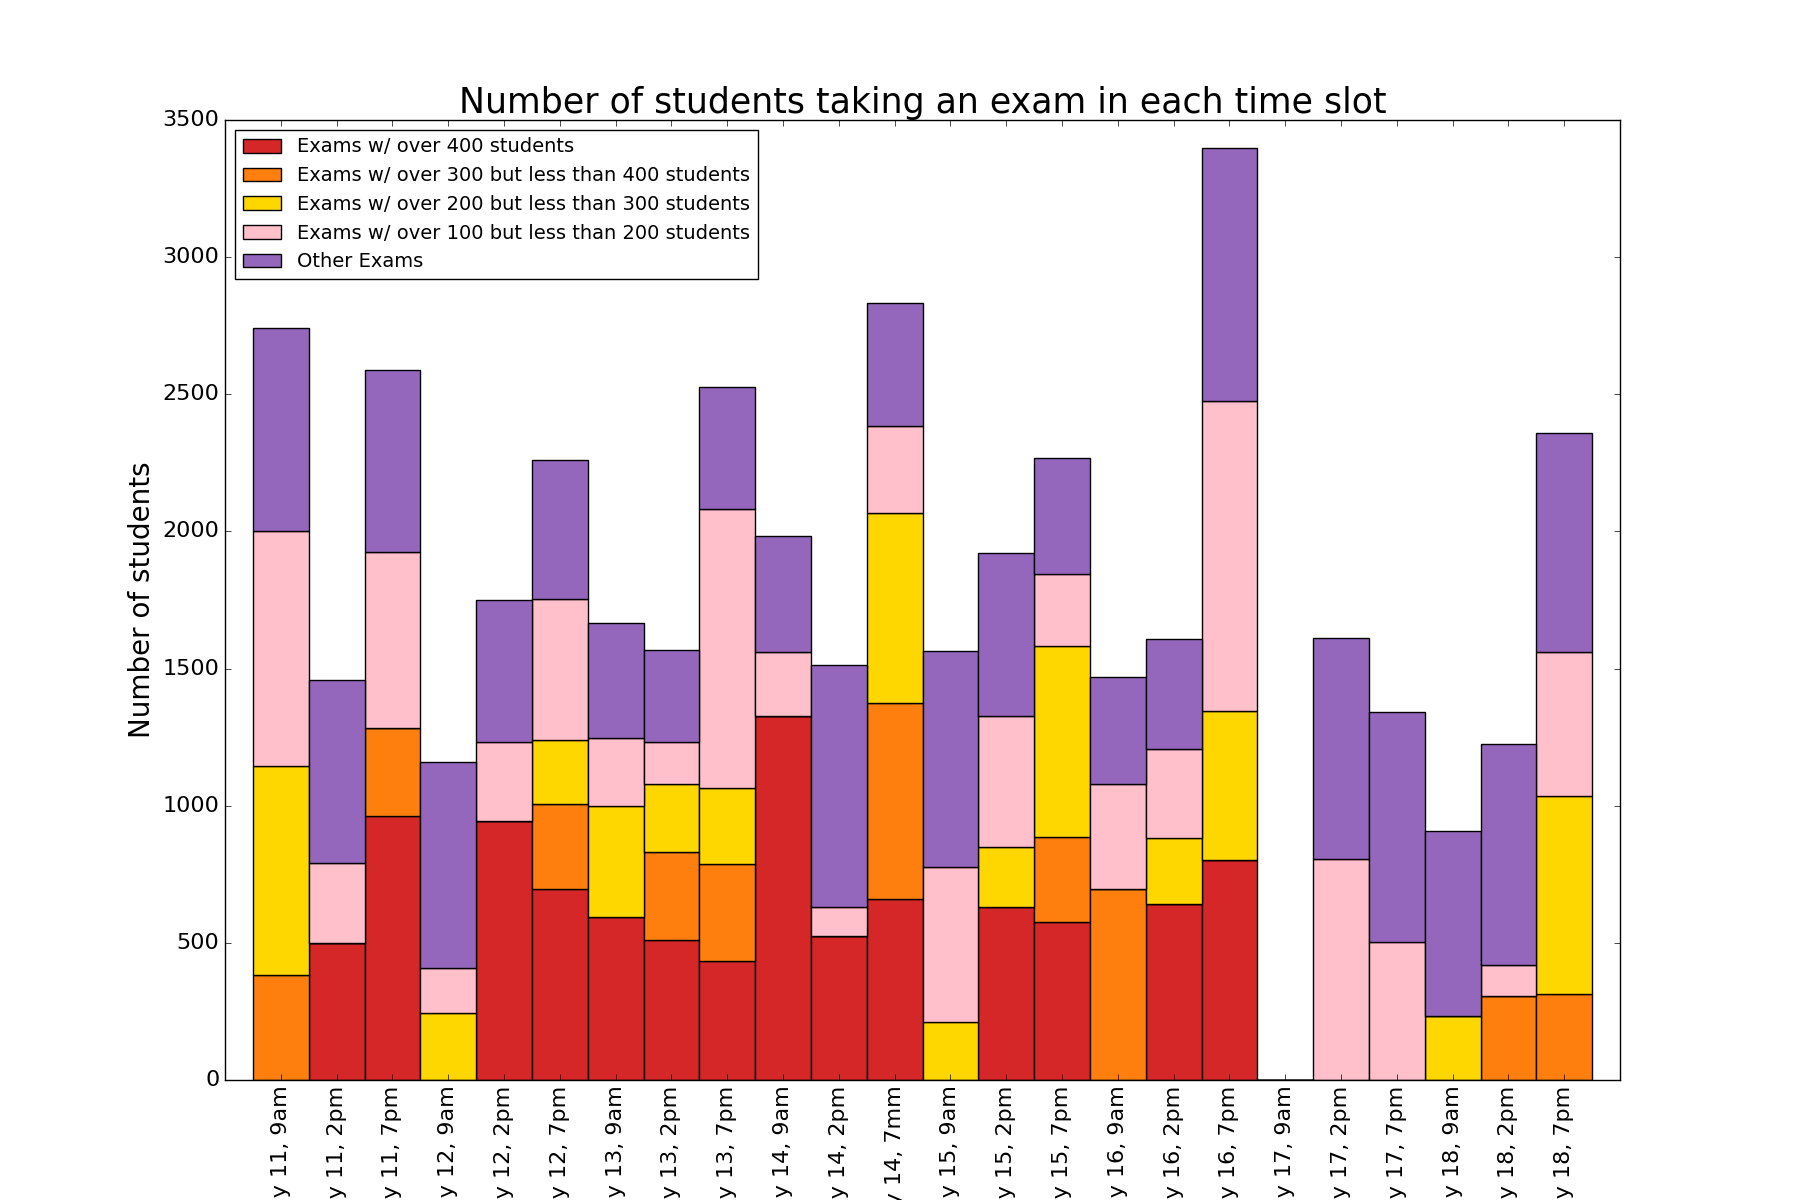 Number of students taking an exam in each time slot
3500
3000
2500
2000
1500
1000
500
0
Number of students
Exams w/ over 400 students
Exams w/ over 300 but less than 400 students
Exams w/ over 200 but less than 300 students
Exams w/ over 100 but less than 200 students
Other Exams
y 11, 9am
y 11, 2pm
y 11, 7pm
y 12, 9am
y 12, 2pm
y 12, 7pm
y 13, 9am
y 13, 2pm
y 13, 7pm
y 14, 9am
y 14, 2pm
y 14, 7mm
y 15, 9am
y 15, 2pm
y 15, 7pm
y 16, 9am
y 16, 2pm
y 16, 7pm
y 17, 9am
y 17, 2pm
y 17, 7pm
y 18, 9am
y 18, 2pm
y 18, 7pm